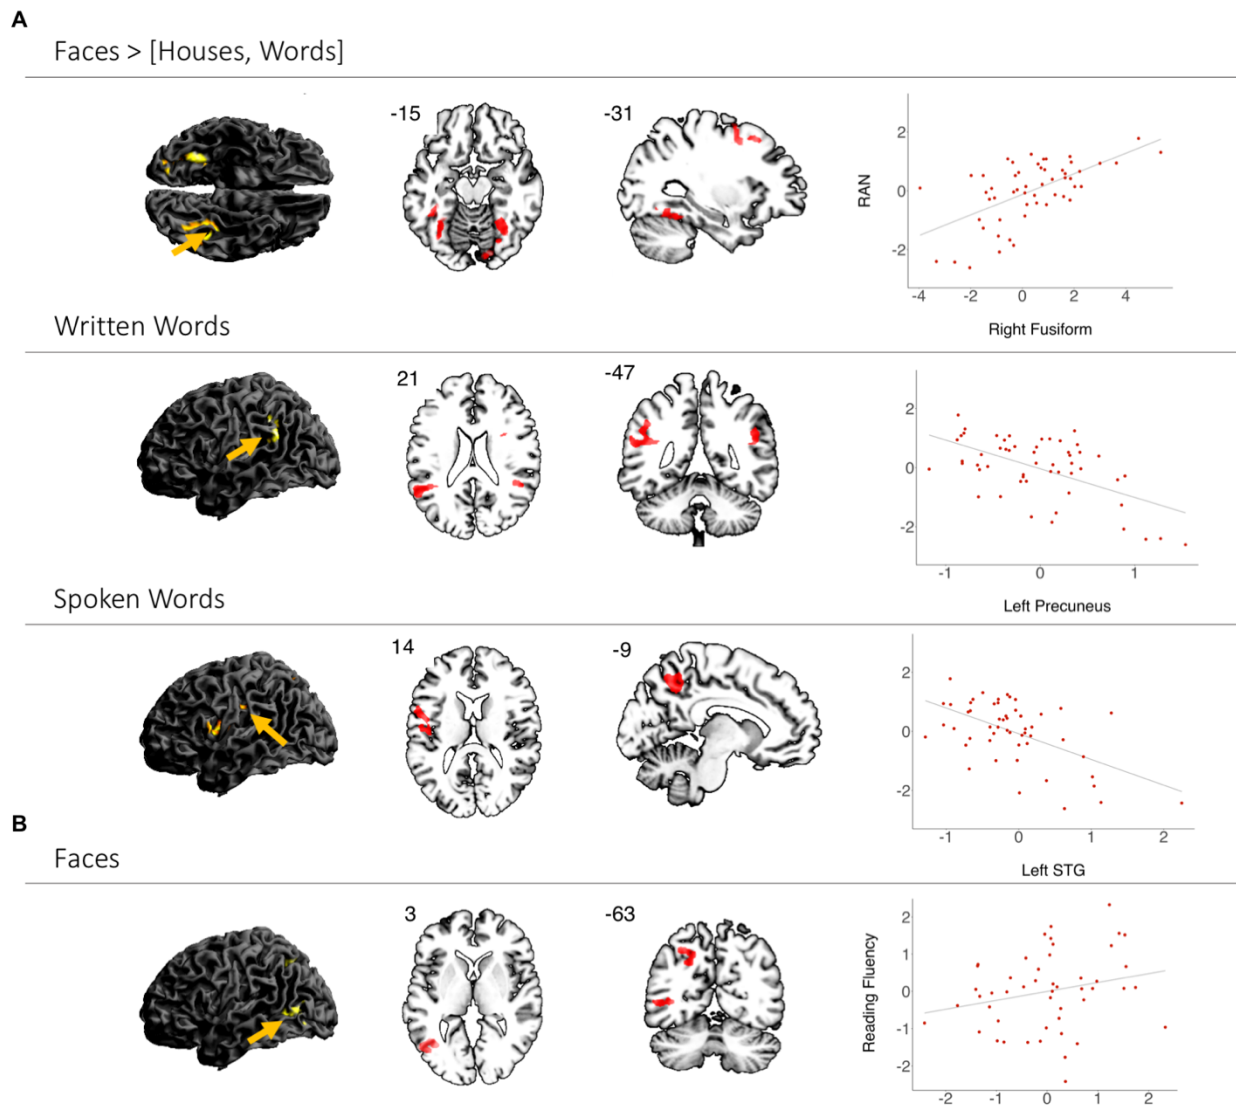 A
Faces > [Houses, Words]
-15
-31
2
0
-2
RAN
-4 -2 0 2 4
Right Fusiform
Written Words
21
-47
2
0
-2
-1 0 1
Left Precuneus
Spoken Words
14
-9
2
0
-2
-1 0 1 2
Left STG
B
Faces
3
-63
2
1
0
-1
-2
Reading Fluency
-2 -1 0 1 2